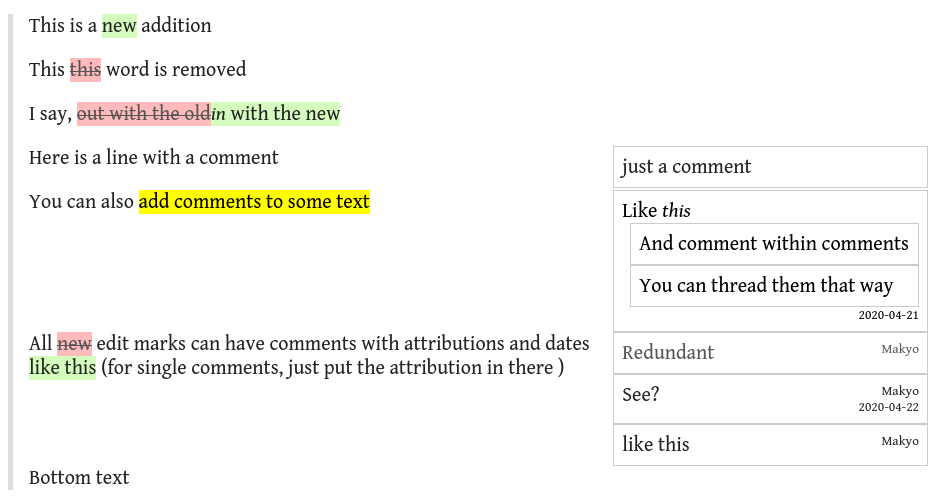 This is a new addition
This this word is removed
I say, out with the oldin with the new
Here is a line with a comment
just a comment
You can also add comments to some text
Like this
And comment within comments
You can thread them that way
2020-04-21
All new edit marks can have comments with attributions and dates
like this (for single comments, just put the attribution in there )
Redundant Makyo
See? Makyo
2020-04-22
like this Makyo
Bottom text